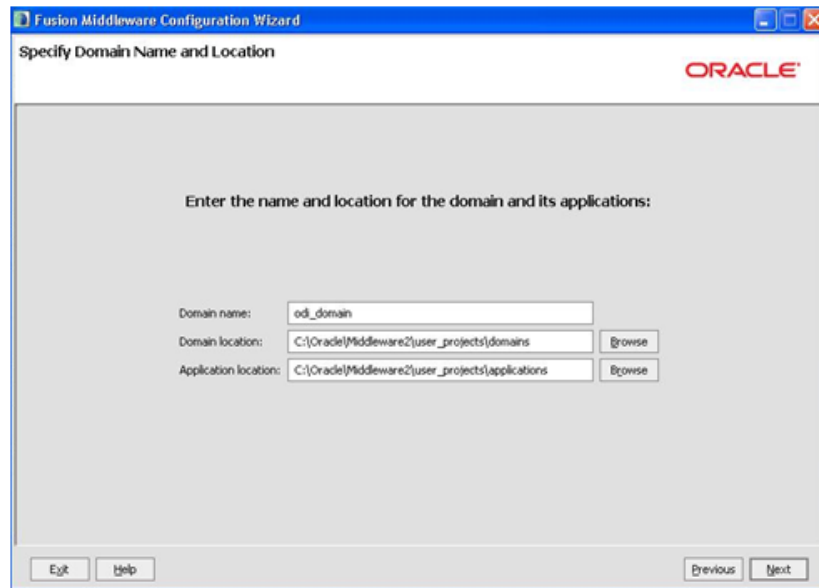 Fusion Middleware Configuration Wizard
Specify Domain Name and Location
ORACLE
Enter the name and location for the domain and its applications:
Domain name: odi_domain
Domain location: C:\Oracle\Middleware2\user_projects\domains Browse
Application location: C:\Oracle\Middleware2\user_projects\applications Browse
Exit Help Previous Next